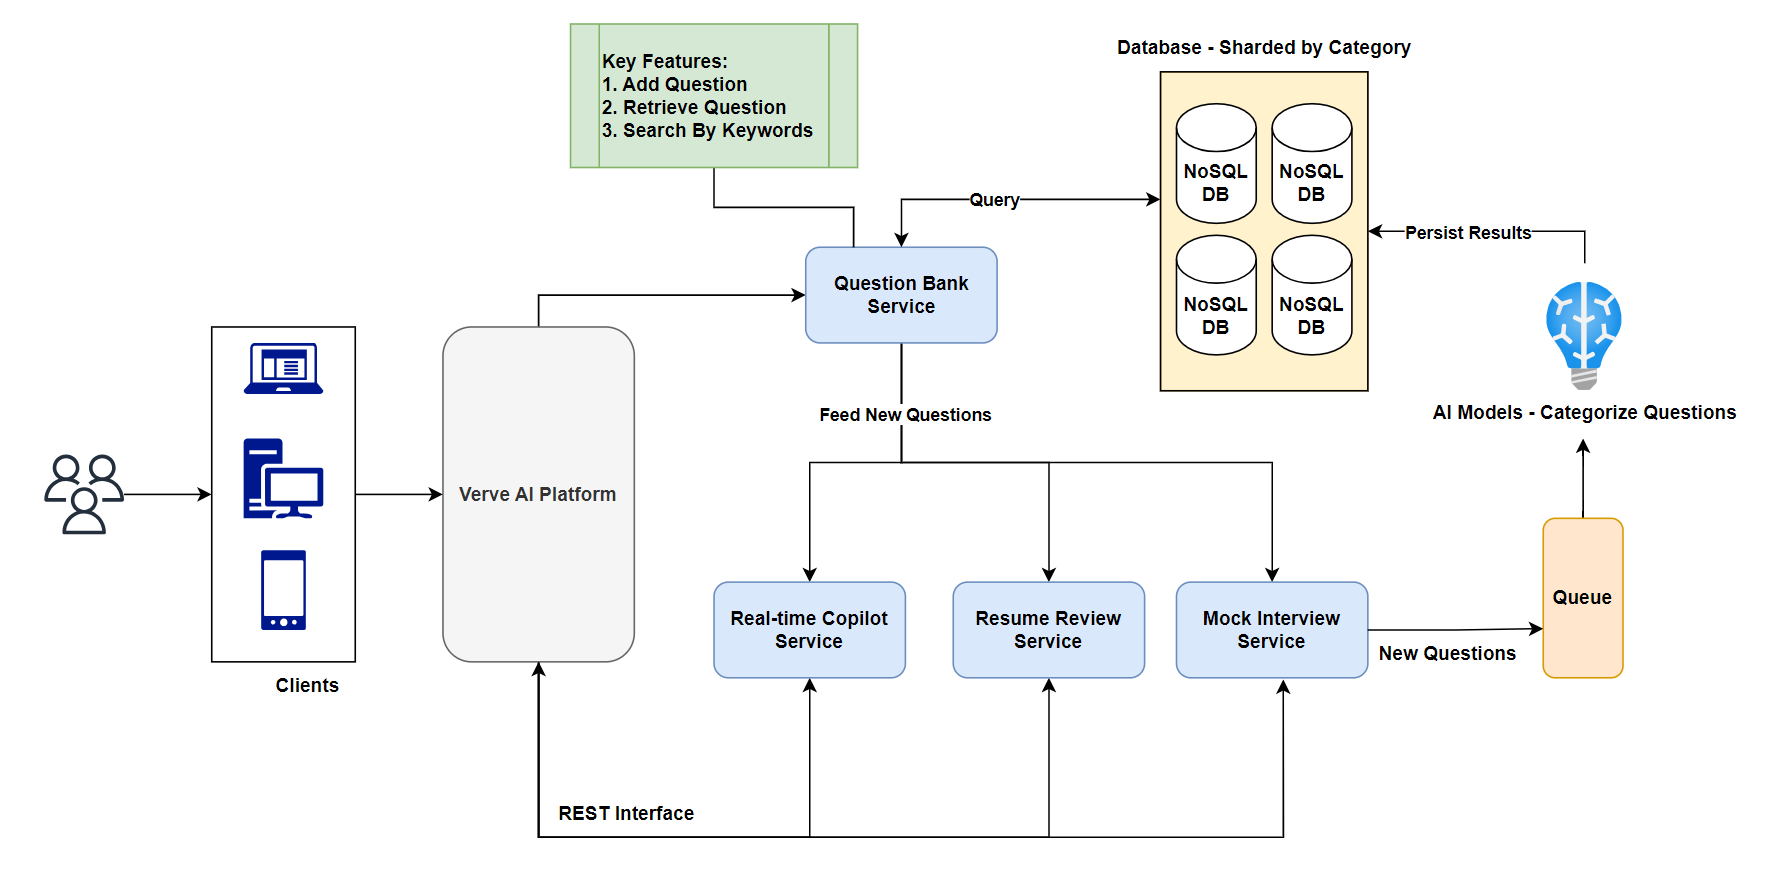 Database - Sharded by Category
Key Features:
1. Add Question
2. Retrieve Question
3. Search By Keywords
NoSQL
DB
NoSQL
DB
Query
Persist Results
Question Bank
Service
NoSQL
DB
NoSQL
DB
Feed New Questions
AI Models - Categorize Questions
Verve AI Platform
Clients
Real-time Copilot
Service
Resume Review
Service
Mock Interview
Service
New Questions
Queue
REST Interface